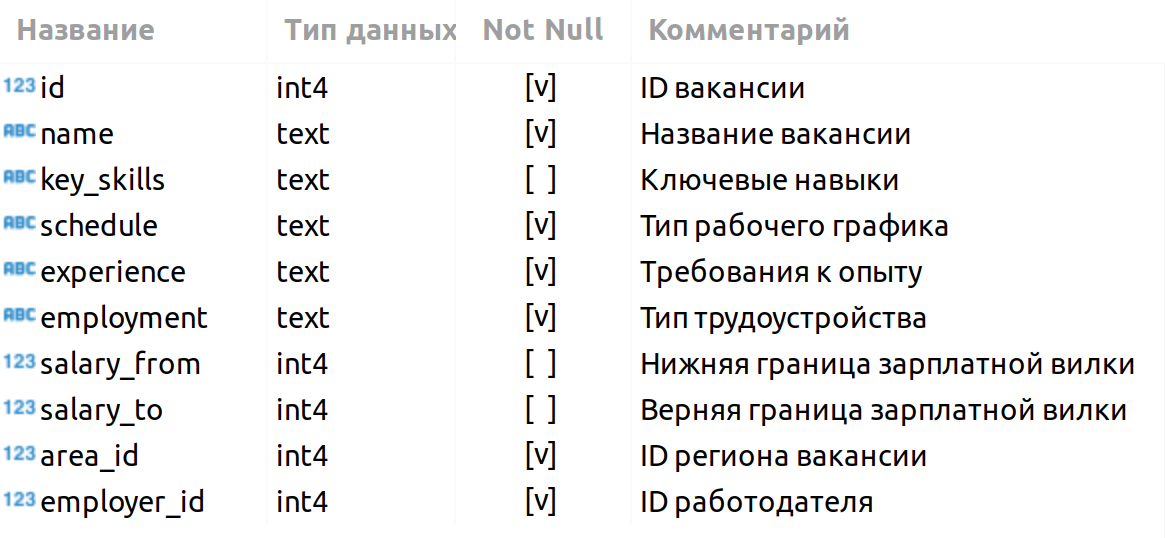 Название Тип данных Not Null Комментарий
123 id int4 [v] ID вакансии
ABC name text [v] Название вакансии
ABC key_skills text [ ] Ключевые навыки
ABC schedule text [v] Тип рабочего графика
ABC experience text [v] Требования к опыту
ABC employment text [v] Тип трудоустройства
123 salary_from int4 [ ] Нижняя граница зарплатной вилки
123 salary_to int4 [ ] Верняя граница зарплатной вилки
123 area_id int4 [v] ID региона вакансии
123 employer_id int4 [v] ID работодателя